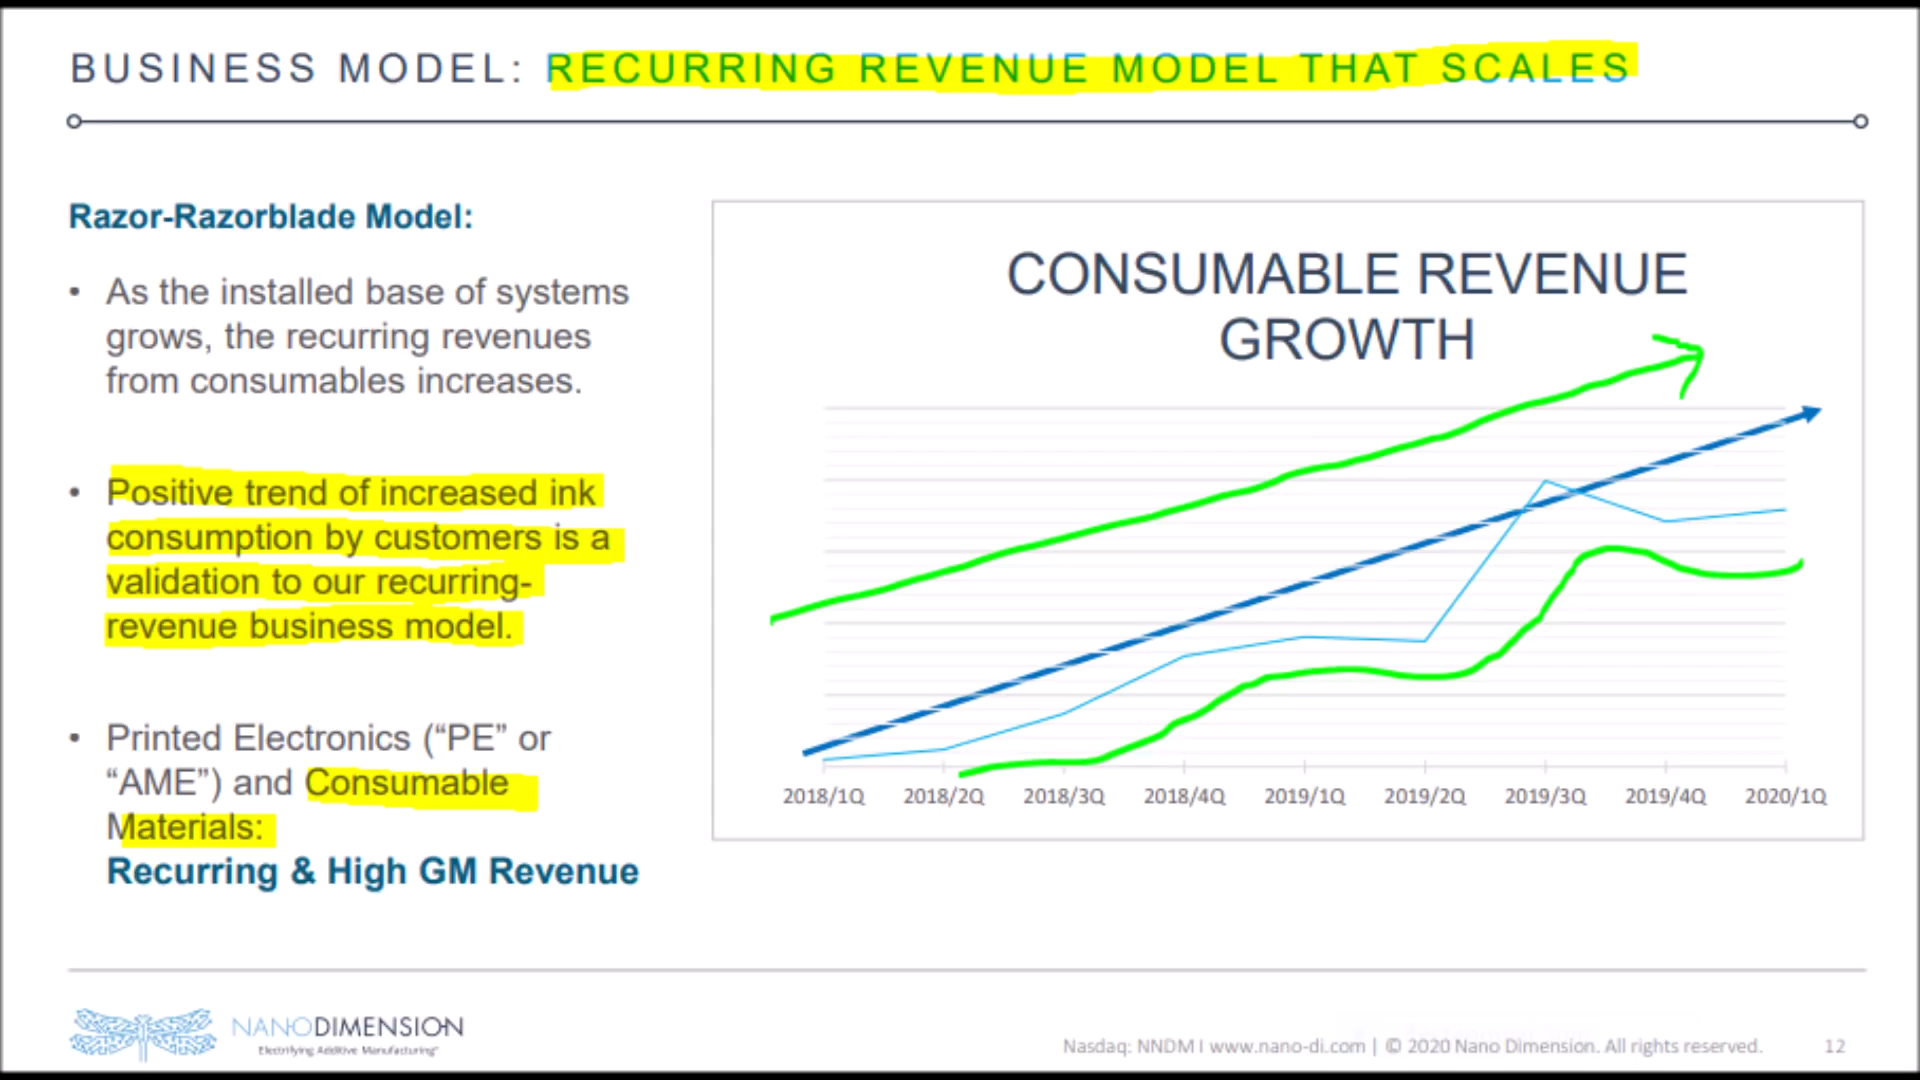 BUSINESS MODEL: RECURRING REVENUE MODEL THAT SCALES
Razor-Razorblade Model:
• As the installed base of systems
grows, the recurring revenues
from consumables increases.
• Positive trend of increased ink
consumption by customers is a
validation to our recurring-
revenue business model.
• Printed Electronics (“PE” or
“AME”) and Consumable
Materials:
Recurring & High GM Revenue
CONSUMABLE REVENUE
GROWTH
2018/1Q 2018/2Q 2018/3Q 2018/4Q 2019/1Q 2019/2Q 2019/3Q 2019/4Q 2020/1Q
NANODIMENSION
Electrifying Additive Manufacturing®
Nasdaq: NNDM I www.nano-di.com | © 2020 Nano Dimension. All rights reserved. 12